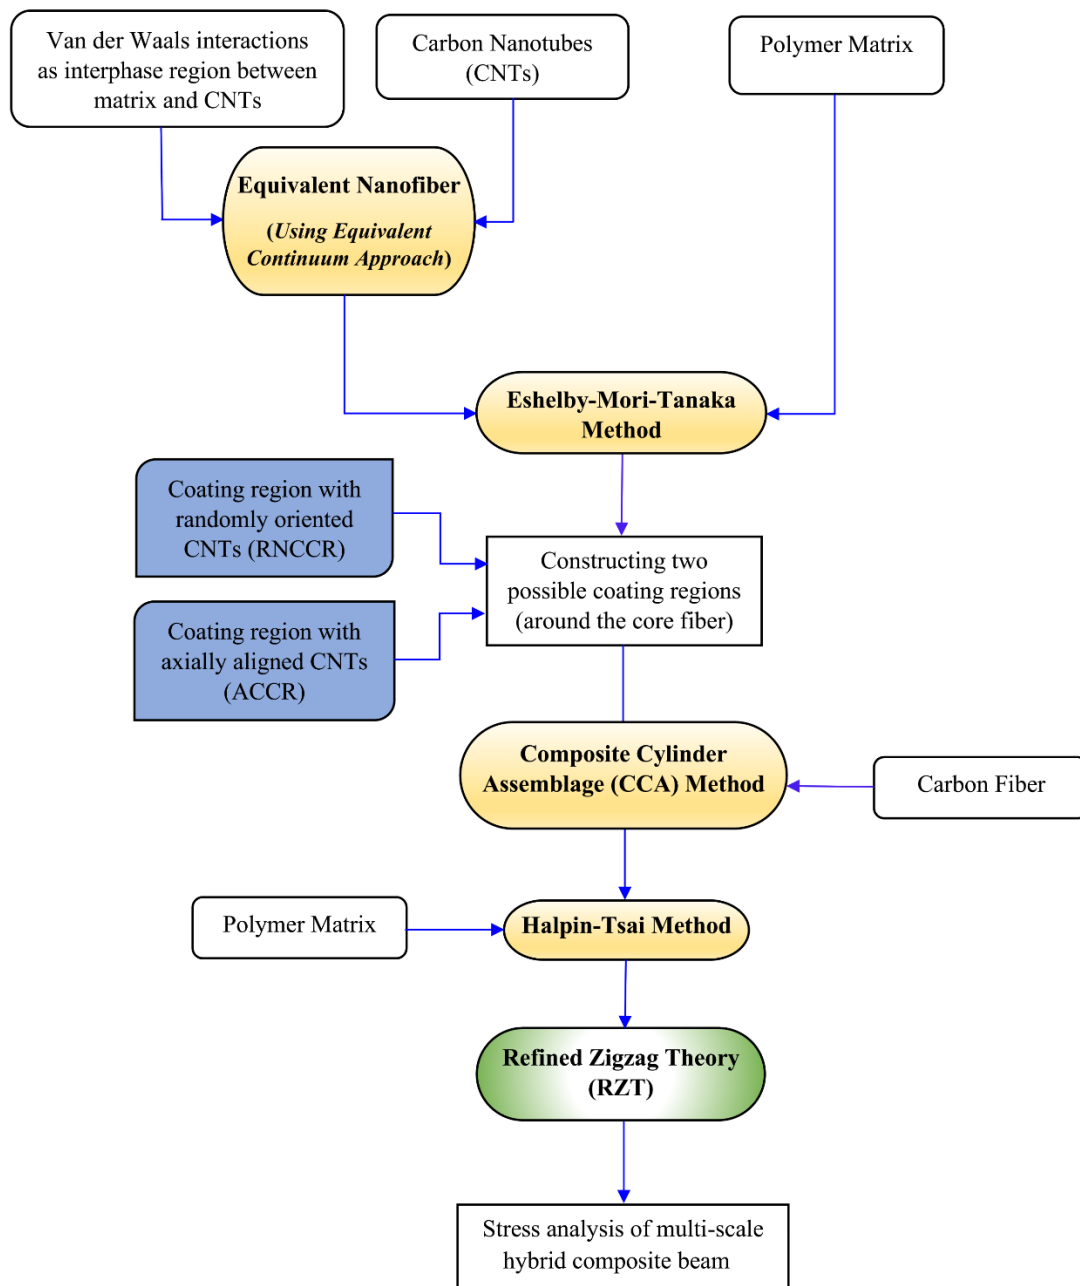 Van der Waals interactions
as interphase region between
matrix and CNTs
Carbon Nanotubes
(CNTs)
Polymer Matrix
Equivalent Nanofiber
(Using Equivalent
Continuum Approach)
Eshelby-Mori-Tanaka
Method
Coating region with
randomly oriented
CNTs (RNCCR)
Constructing two
possible coating regions
(around the core fiber)
Coating region with
axially aligned CNTs
(ACCR)
Composite Cylinder
Assemblage (CCA) Method
Carbon Fiber
Polymer Matrix
Halpin-Tsai Method
Refined Zigzag Theory
(RZT)
Stress analysis of multi-scale
hybrid composite beam